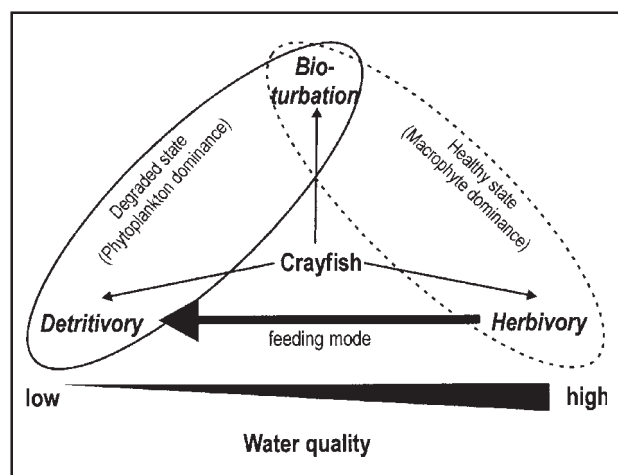 Bio-
turbation
Degraded state
(Phytoplankton dominance)
Healthy state
(Macrophyte dominance)
Crayfish
Detritivory
Herbivory
feeding mode
low
high
Water quality